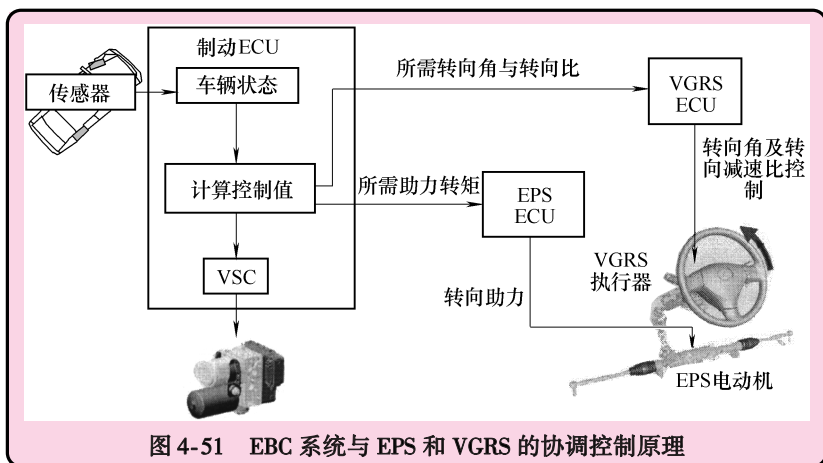 制动ECU
传感器
车辆状态
所需转向角与转向比
VGRS
ECU
计算控制值
所需助力转矩
EPS
ECU
转向角及转
向减速比控
制
VSC
转向助力
VGRS
执行器
EPS电动机
图 4-51 EBC 系统与 EPS 和 VGRS 的协调控制原理